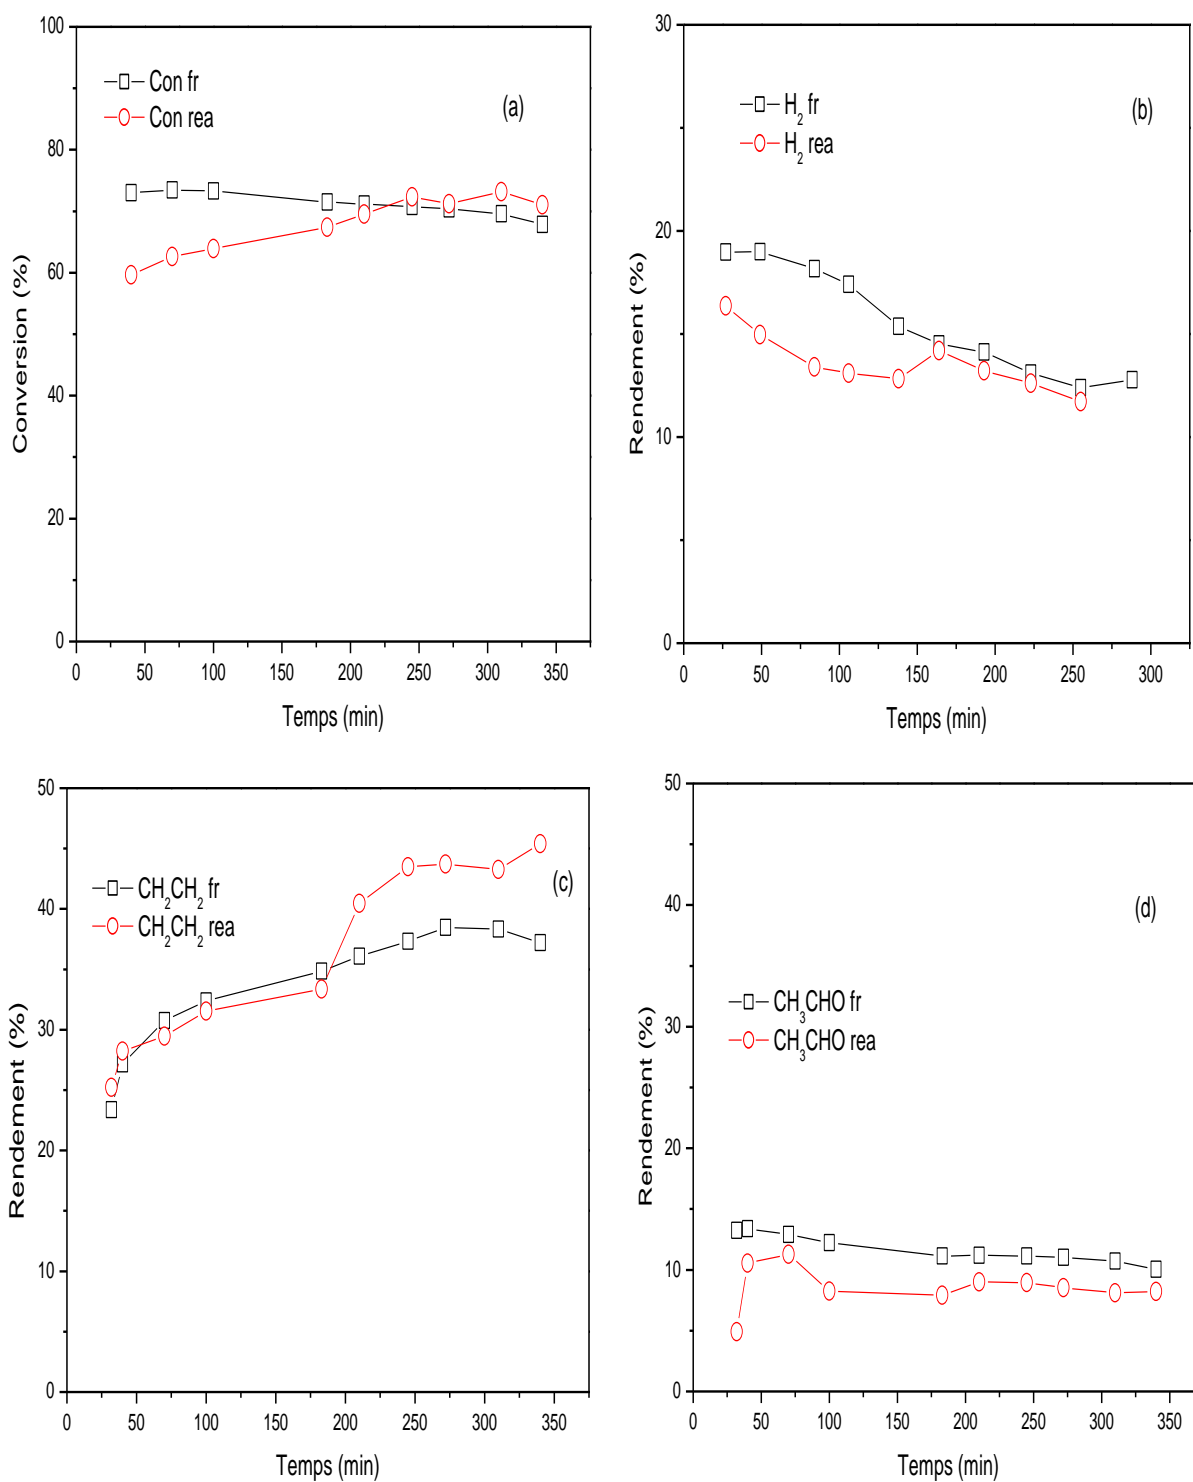 100
80
60
40
20
0
Conversion (%)
Con fr
Con rea
(a)
0 50 100 150 200 250 300 350
Temps (min)
30
20
10
0
Rendement (%)
H2 fr
H2 rea
(b)
0 50 100 150 200 250 300
Temps (min)
50
40
30
20
10
0
Rendement (%)
CH2CH2 fr
CH2CH2 rea
(c)
0 50 100 150 200 250 300 350
Temps (min)
50
40
30
20
10
0
Rendement (%)
CH3CHO fr
CH3CHO rea
(d)
0 50 100 150 200 250 300 350
Temps (min)